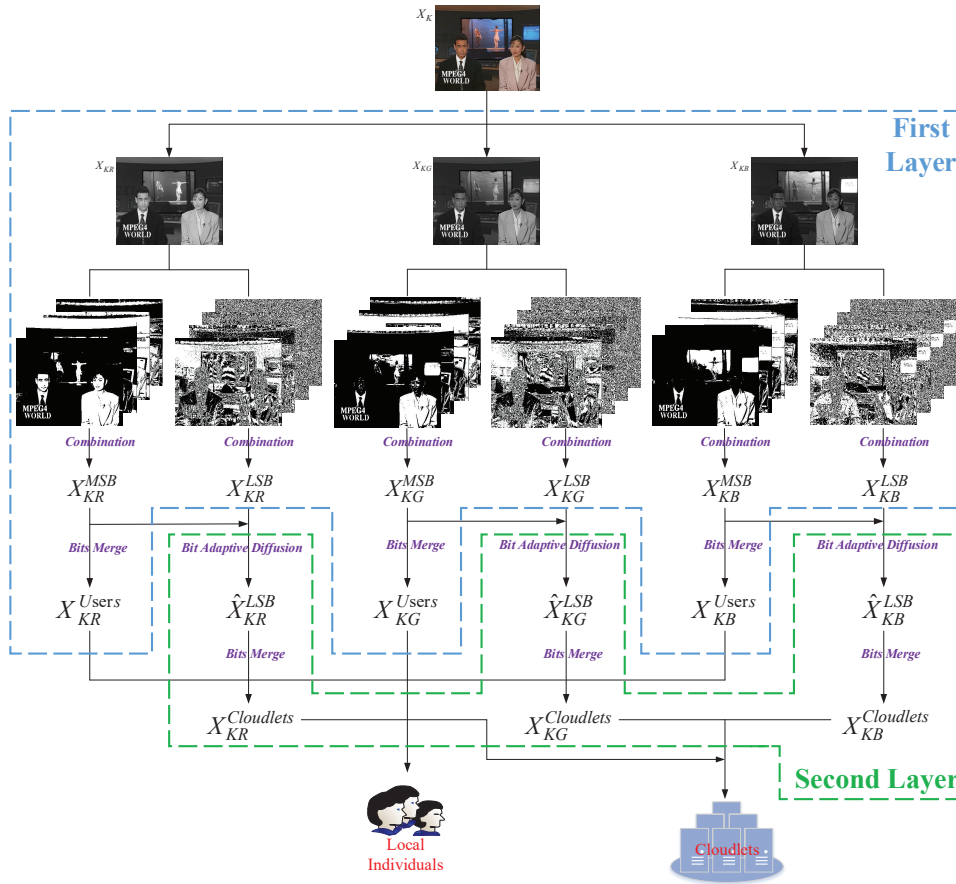 X_K
MPEG4
WORLD
First
Layer
X_KR
X_KG
X_KB
MPEG4
WORLD
MPEG4
WORLD
MPEG4
WORLD
MPEG4
WORLD
MPEG4
WORLD
MPEG4
WORLD
Combination Combination Combination Combination Combination Combination
X_KR^MSB X_KR^LSB X_KG^MSB X_KG^LSB X_KB^MSB X_KB^LSB
Bits Merge Bit Adaptive Diffusion Bits Merge Bit Adaptive Diffusion Bits Merge Bit Adaptive Diffusion
X_KR^Users X̂_KR^LSB X_KG^Users X̂_KG^LSB X_KB^Users X̂_KB^LSB
Bits Merge Bits Merge Bits Merge
X_KR^Cloudlets X_KG^Cloudlets X_KB^Cloudlets
Second Layer
Local
Individuals
Cloudlets